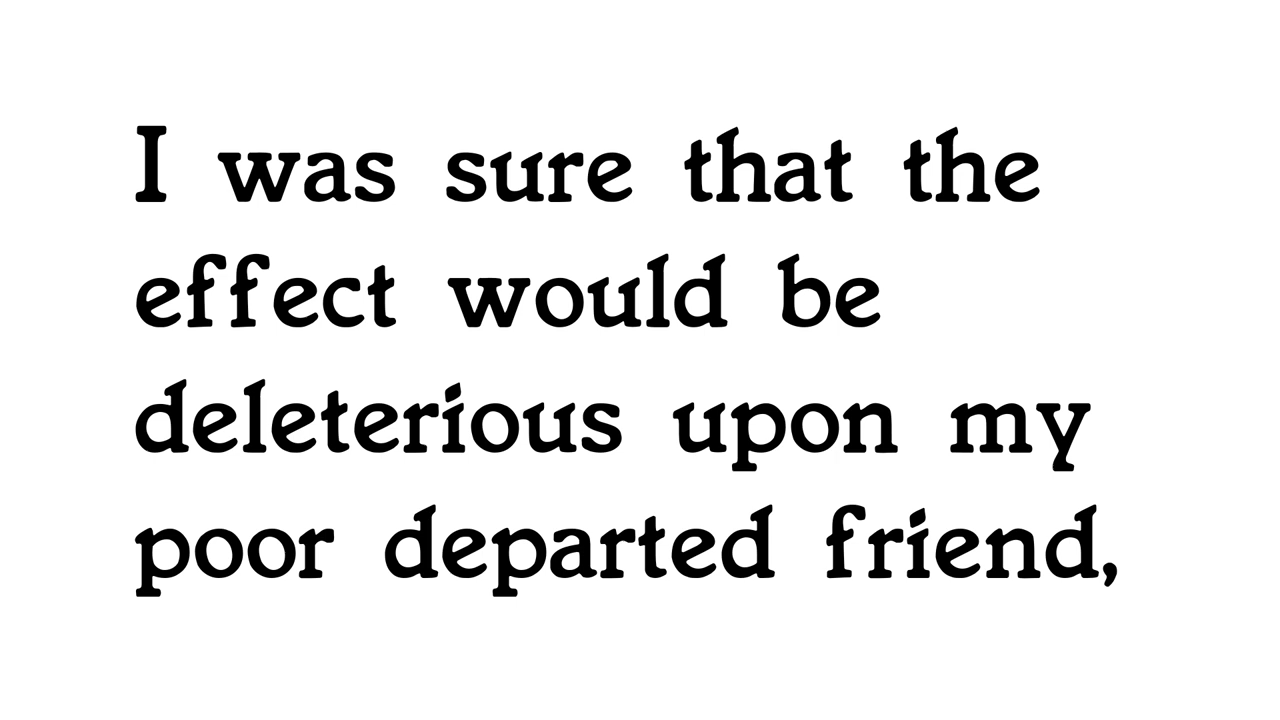 I was sure that the
effect would be
deleterious upon my
poor departed friend,